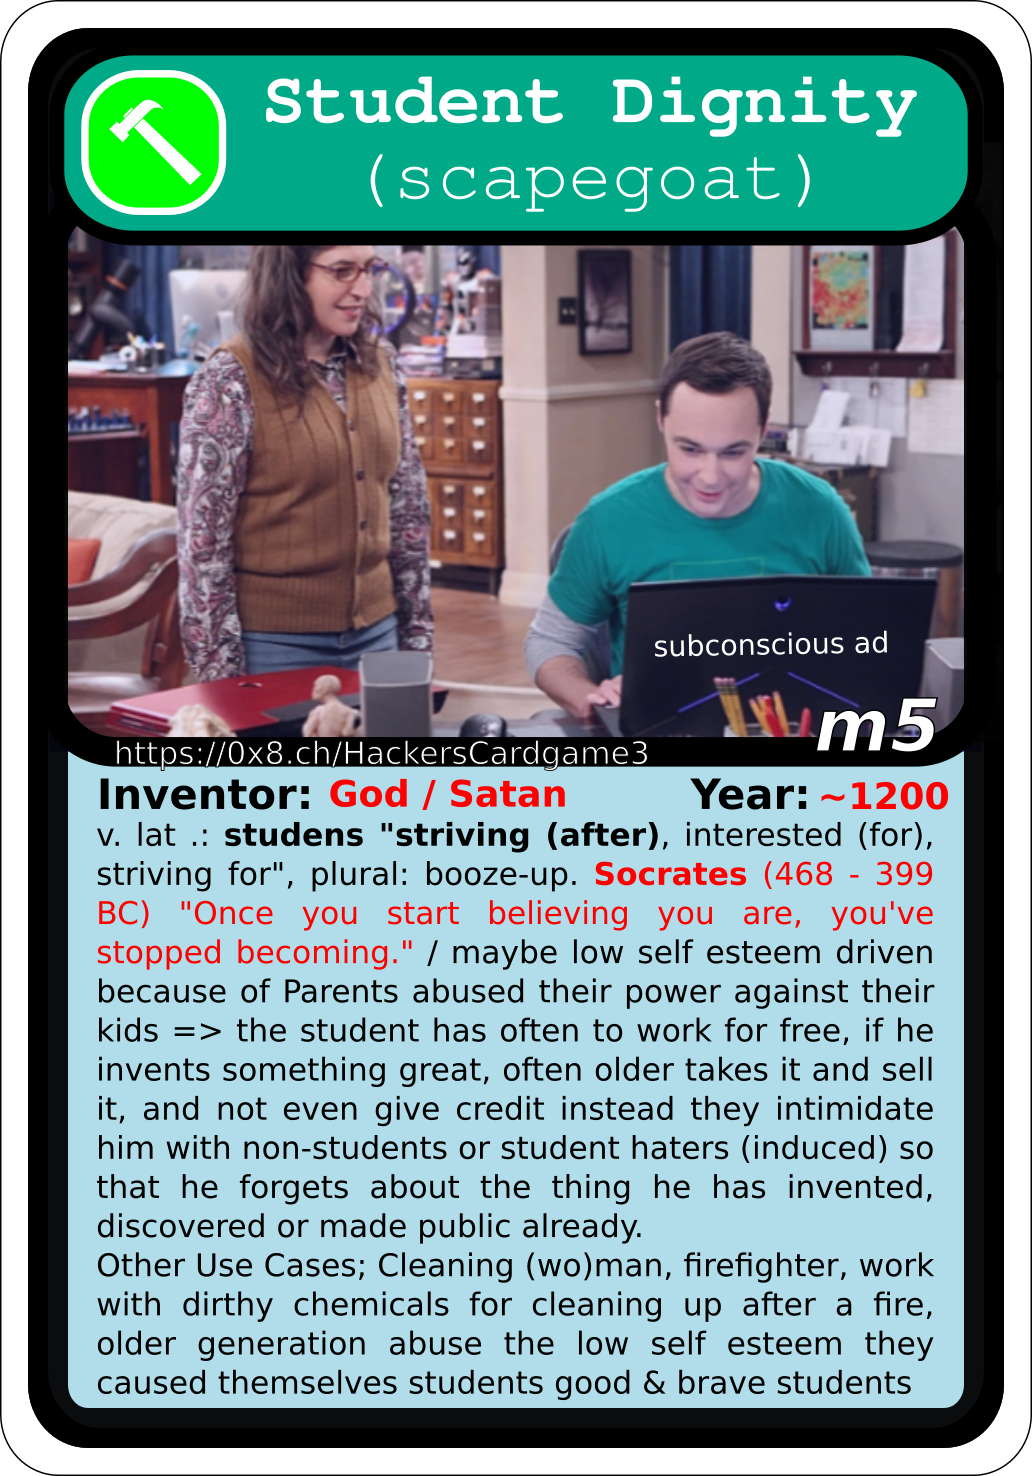 Student Dignity
(scapegoat)
subconscious ad
m5
https://0x8.ch/HackersCardgame3
Inventor: God / Satan Year: ~1200
v. lat .: studens "striving (after), interested (for),
striving for", plural: booze-up. Socrates (468 - 399
BC) "Once you start believing you are, you've
stopped becoming." / maybe low self esteem driven
because of Parents abused their power against their
kids => the student has often to work for free, if he
invents something great, often older takes it and sell
it, and not even give credit instead they intimidate
him with non-students or student haters (induced) so
that he forgets about the thing he has invented,
discovered or made public already.
Other Use Cases; Cleaning (wo)man, firefighter, work
with dirthy chemicals for cleaning up after a fire,
older generation abuse the low self esteem they
caused themselves students good & brave students